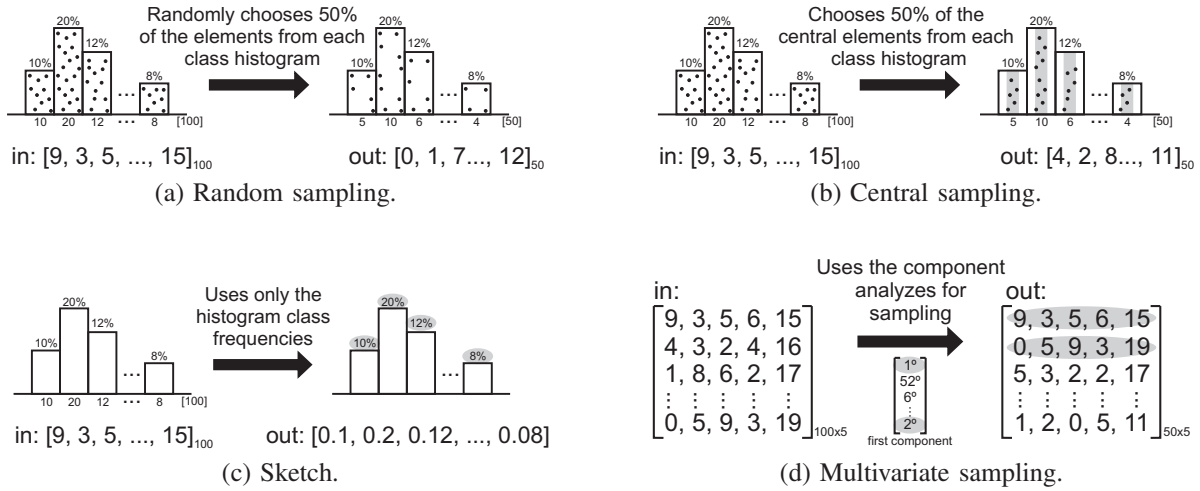 Randomly chooses 50%
of the elements from each
class histogram
10%
20%
12%
...
8%
10 20 12 ... 8 [100]
10%
20%
12%
...
8%
5 10 6 ... 4 [50]
in: [9, 3, 5, ..., 15]100
out: [0, 1, 7..., 12]50
(a) Random sampling.
Chooses 50% of the
central elements from each
class histogram
10%
20%
12%
...
8%
10 20 12 ... 8 [100]
10%
20%
12%
...
8%
5 10 6 ... 4 [50]
in: [9, 3, 5, ..., 15]100
out: [4, 2, 8..., 11]50
(b) Central sampling.
Uses only the
histogram class
frequencies
10%
20%
12%
...
8%
10 20 12 ... 8 [100]
10%
20%
12%
...
8%
in: [9, 3, 5, ..., 15]100
out: [0.1, 0.2, 0.12, ..., 0.08]
(c) Sketch.
Uses the component
analyzes for
sampling
in:
9, 3, 5, 6, 15
4, 3, 2, 4, 16
1, 8, 6, 2, 17
⋮ ⋮ ⋮ ⋮ ⋮
0, 5, 9, 3, 19
100x5
1º
52º
6º
⋮
2º
first component
out:
9, 3, 5, 6, 15
0, 5, 9, 3, 19
5, 3, 2, 2, 17
⋮ ⋮ ⋮ ⋮ ⋮
1, 2, 0, 5, 11
50x5
(d) Multivariate sampling.